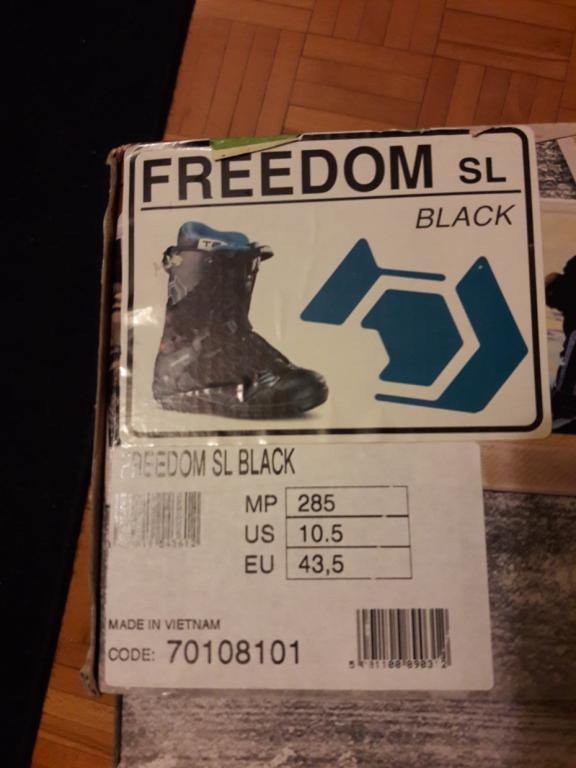 FREEDOM SL
BLACK
FREEDOM SL BLACK
MP 285
US 10.5
EU 43,5
MADE IN VIETNAM
CODE: 70108101